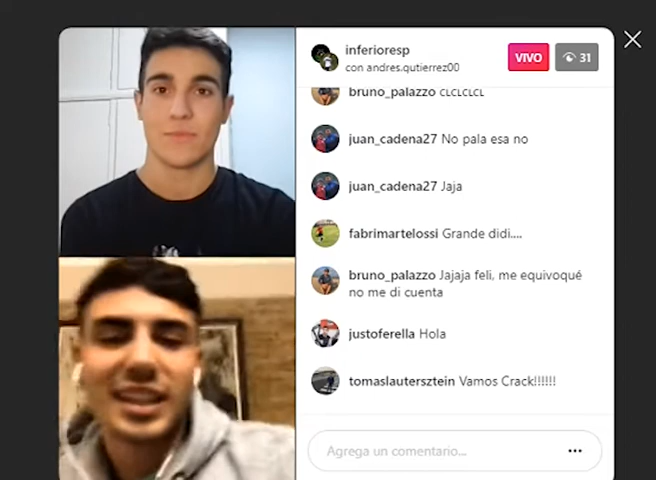 inferioresp
con andres.gutierrez00
VIVO
31
bruno_palazzo CLCLCLCL
juan_cadena27 No pala esa no
juan_cadena27 Jaja
fabrimartelossi Grande didi....
bruno_palazzo Jajaja feli, me equivoqué
no me di cuenta
justoferella Hola
tomaslautersztein Vamos Crack!!!!!!
Agrega un comentario...